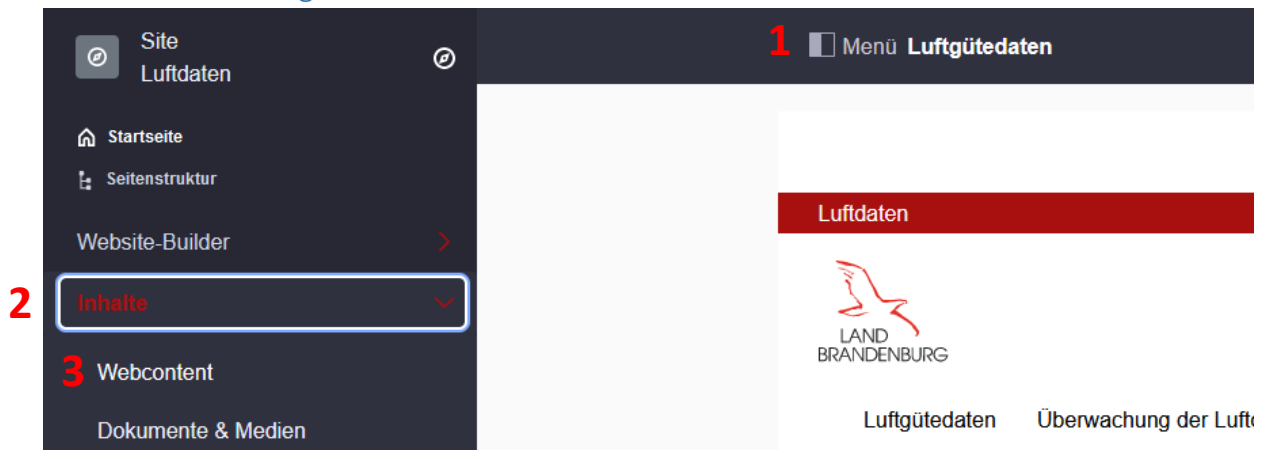 Site
Luftdaten
Startseite
Seitenstruktur
Website-Builder
2
Inhalte
3 Webcontent
Dokumente & Medien
1 Menü Luftgütedaten
Luftdaten
LAND
BRANDENBURG
Luftgütedaten Überwachung der Luft